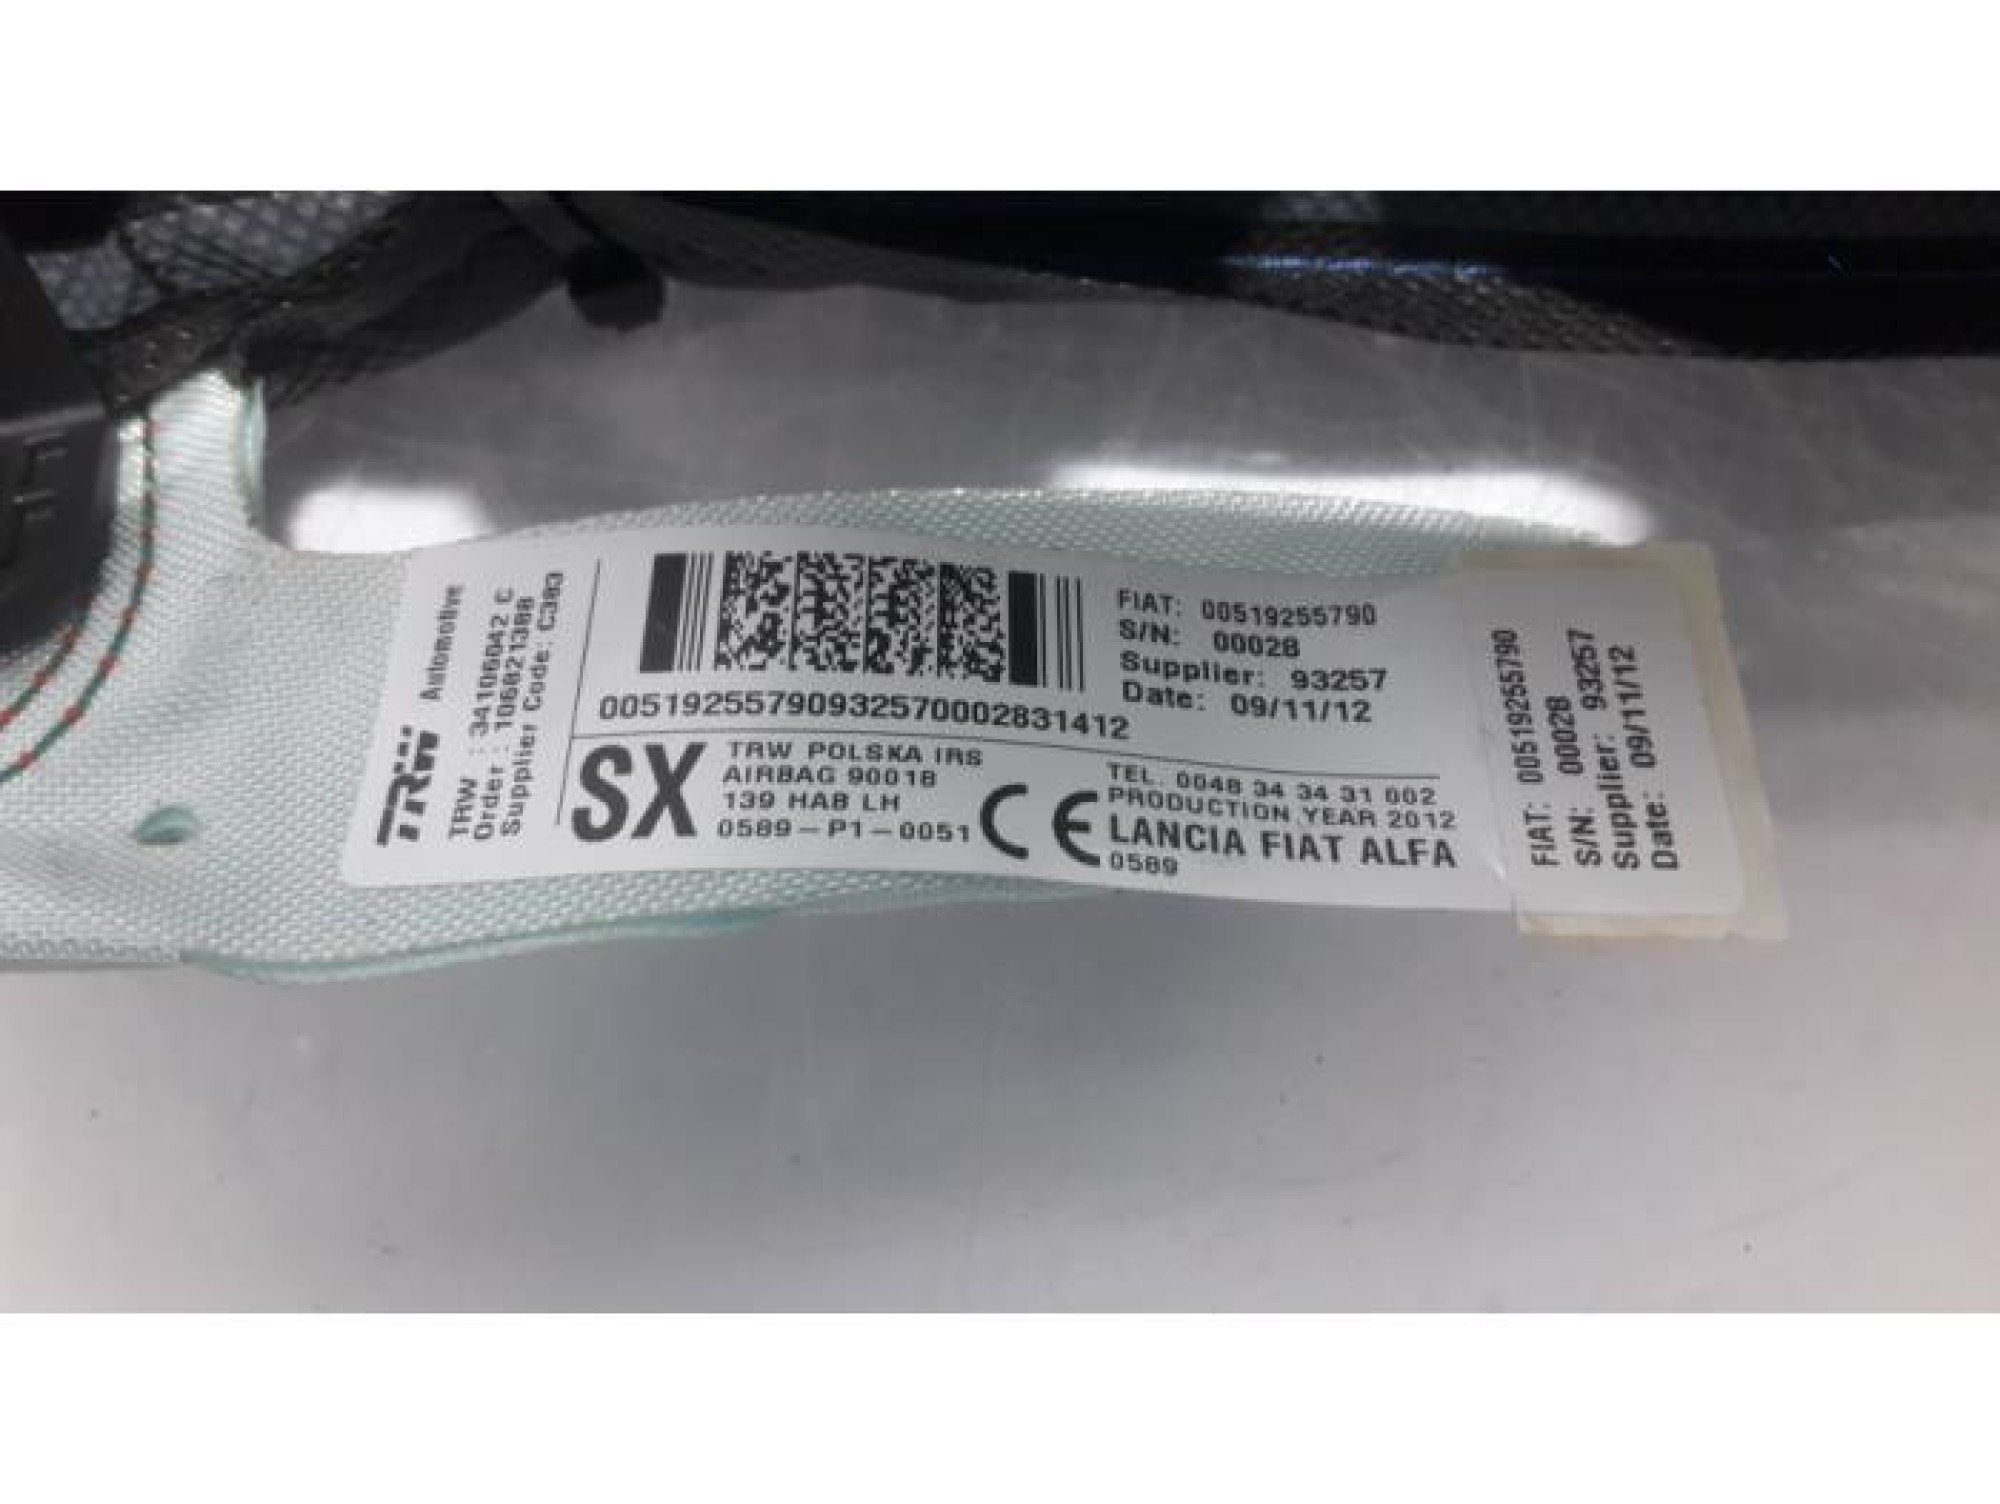 TRW Automotive
TRW : 34106042 C
Order : 106821388
Supplier Code: C383
00519255790932570002831412
FIAT: 00519255790
S/N: 00028
Supplier: 93257
Date: 09/11/12
SX
TRW POLSKA IRS
AIRBAG 90018
139 HAB LH
0589-P1-0051
CE
TEL. 0048 34 34 31 002
PRODUCTION YEAR 2012
LANCIA FIAT ALFA
0589
FIAT: 00519255790
S/N: 00028
Supplier: 93257
Date: 09/11/12